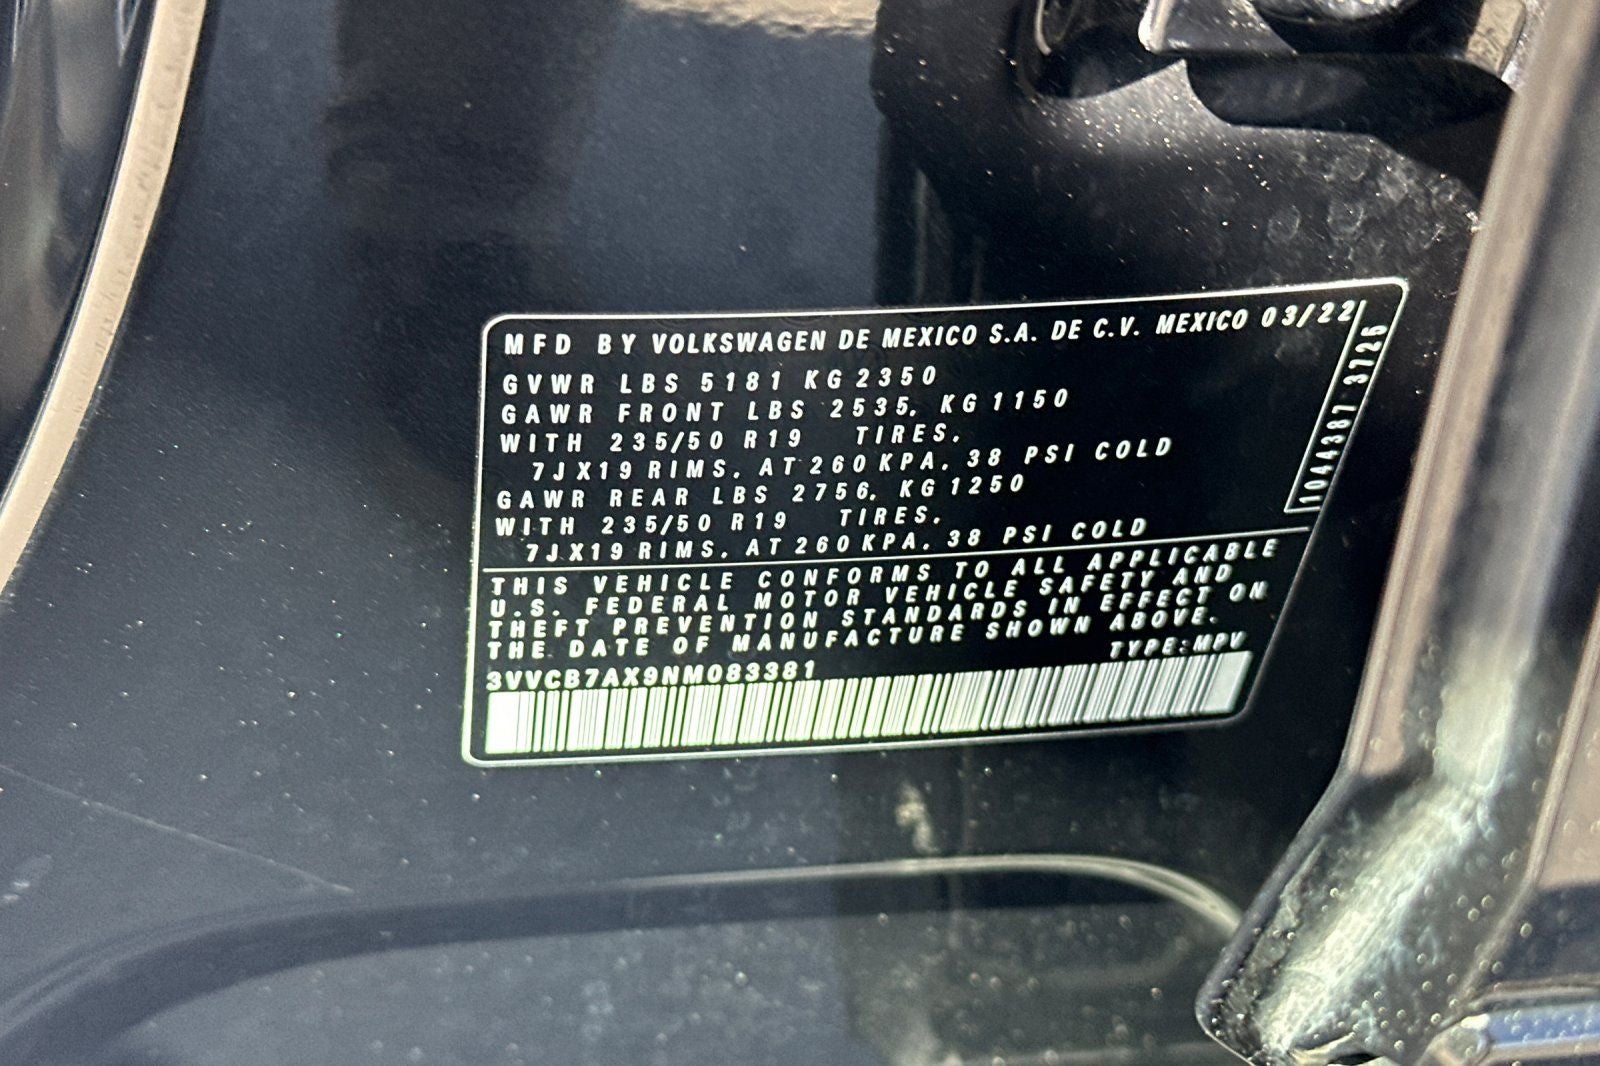 MFD BY VOLKSWAGEN DE MEXICO S.A. DE C.V. MEXICO 03/22
GVWR LBS 5181 KG 2350
GAWR FRONT LBS 2535. KG 1150
WITH 235/50 R19 TIRES.
7JX19 RIMS. AT 260 KPA. 38 PSI COLD
GAWR REAR LBS 2756. KG 1250
WITH 235/50 R19 TIRES.
7JX19 RIMS. AT 260 KPA. 38 PSI COLD
1044387 3726
THIS VEHICLE CONFORMS TO ALL APPLICABLE
U.S. FEDERAL MOTOR VEHICLE SAFETY AND
THEFT PREVENTION STANDARDS IN EFFECT ON
THE DATE OF MANUFACTURE SHOWN ABOVE.
TYPE:MPV
3VVCB7AX9NM083381